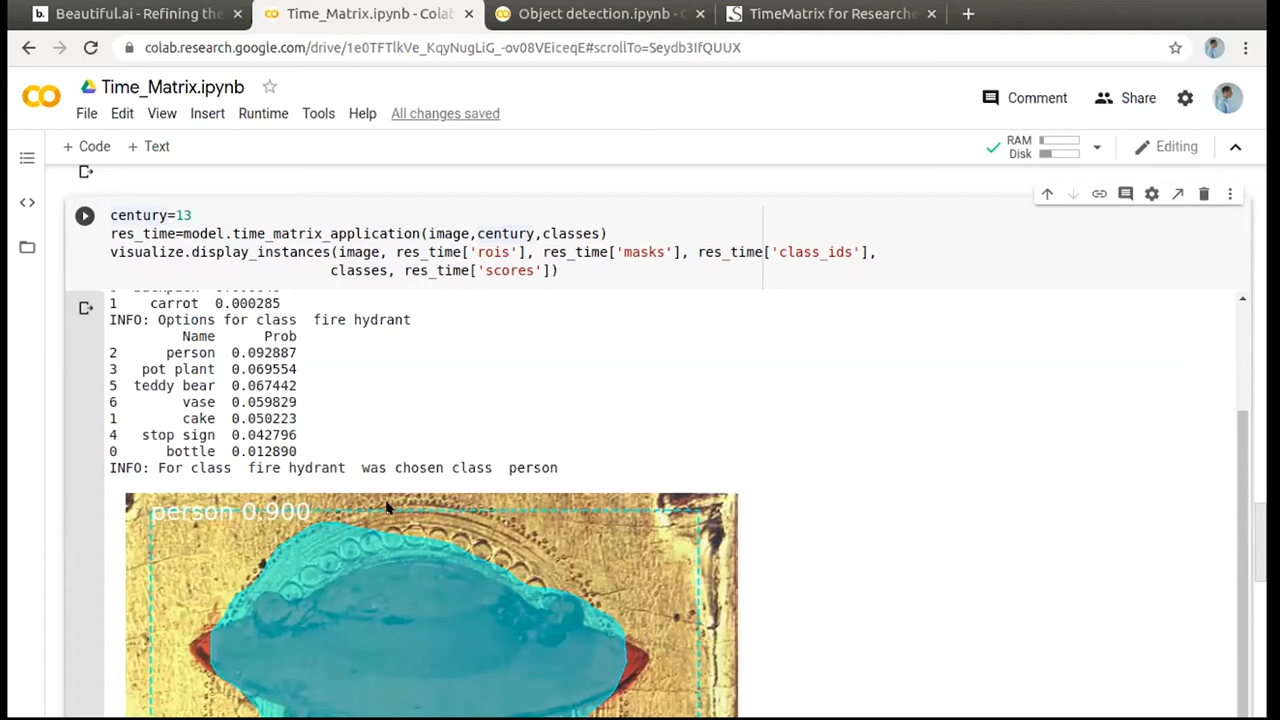 Beautiful.ai - Refining the
Time_Matrix.ipynb - Colab
Object detection.ipynb - C
TimeMatrix for Researche
colab.research.google.com/drive/1e0TFTlkVe_KqyNugLiG_-ov08VEiceqE#scrollTo=Seydb3IfQUUX
Time_Matrix.ipynb
File Edit View Insert Runtime Tools Help All changes saved
Comment Share
+ Code + Text
RAM
Disk
Editing
century=13
res_time=model.time_matrix_application(image,century,classes)
visualize.display_instances(image, res_time['rois'], res_time['masks'], res_time['class_ids'],
classes, res_time['scores'])
1 carrot 0.000285
INFO: Options for class fire hydrant
Name Prob
2 person 0.092887
3 pot plant 0.069554
5 teddy bear 0.067442
6 vase 0.059829
1 cake 0.050223
4 stop sign 0.042796
0 bottle 0.012890
INFO: For class fire hydrant was chosen class person
person 0.900